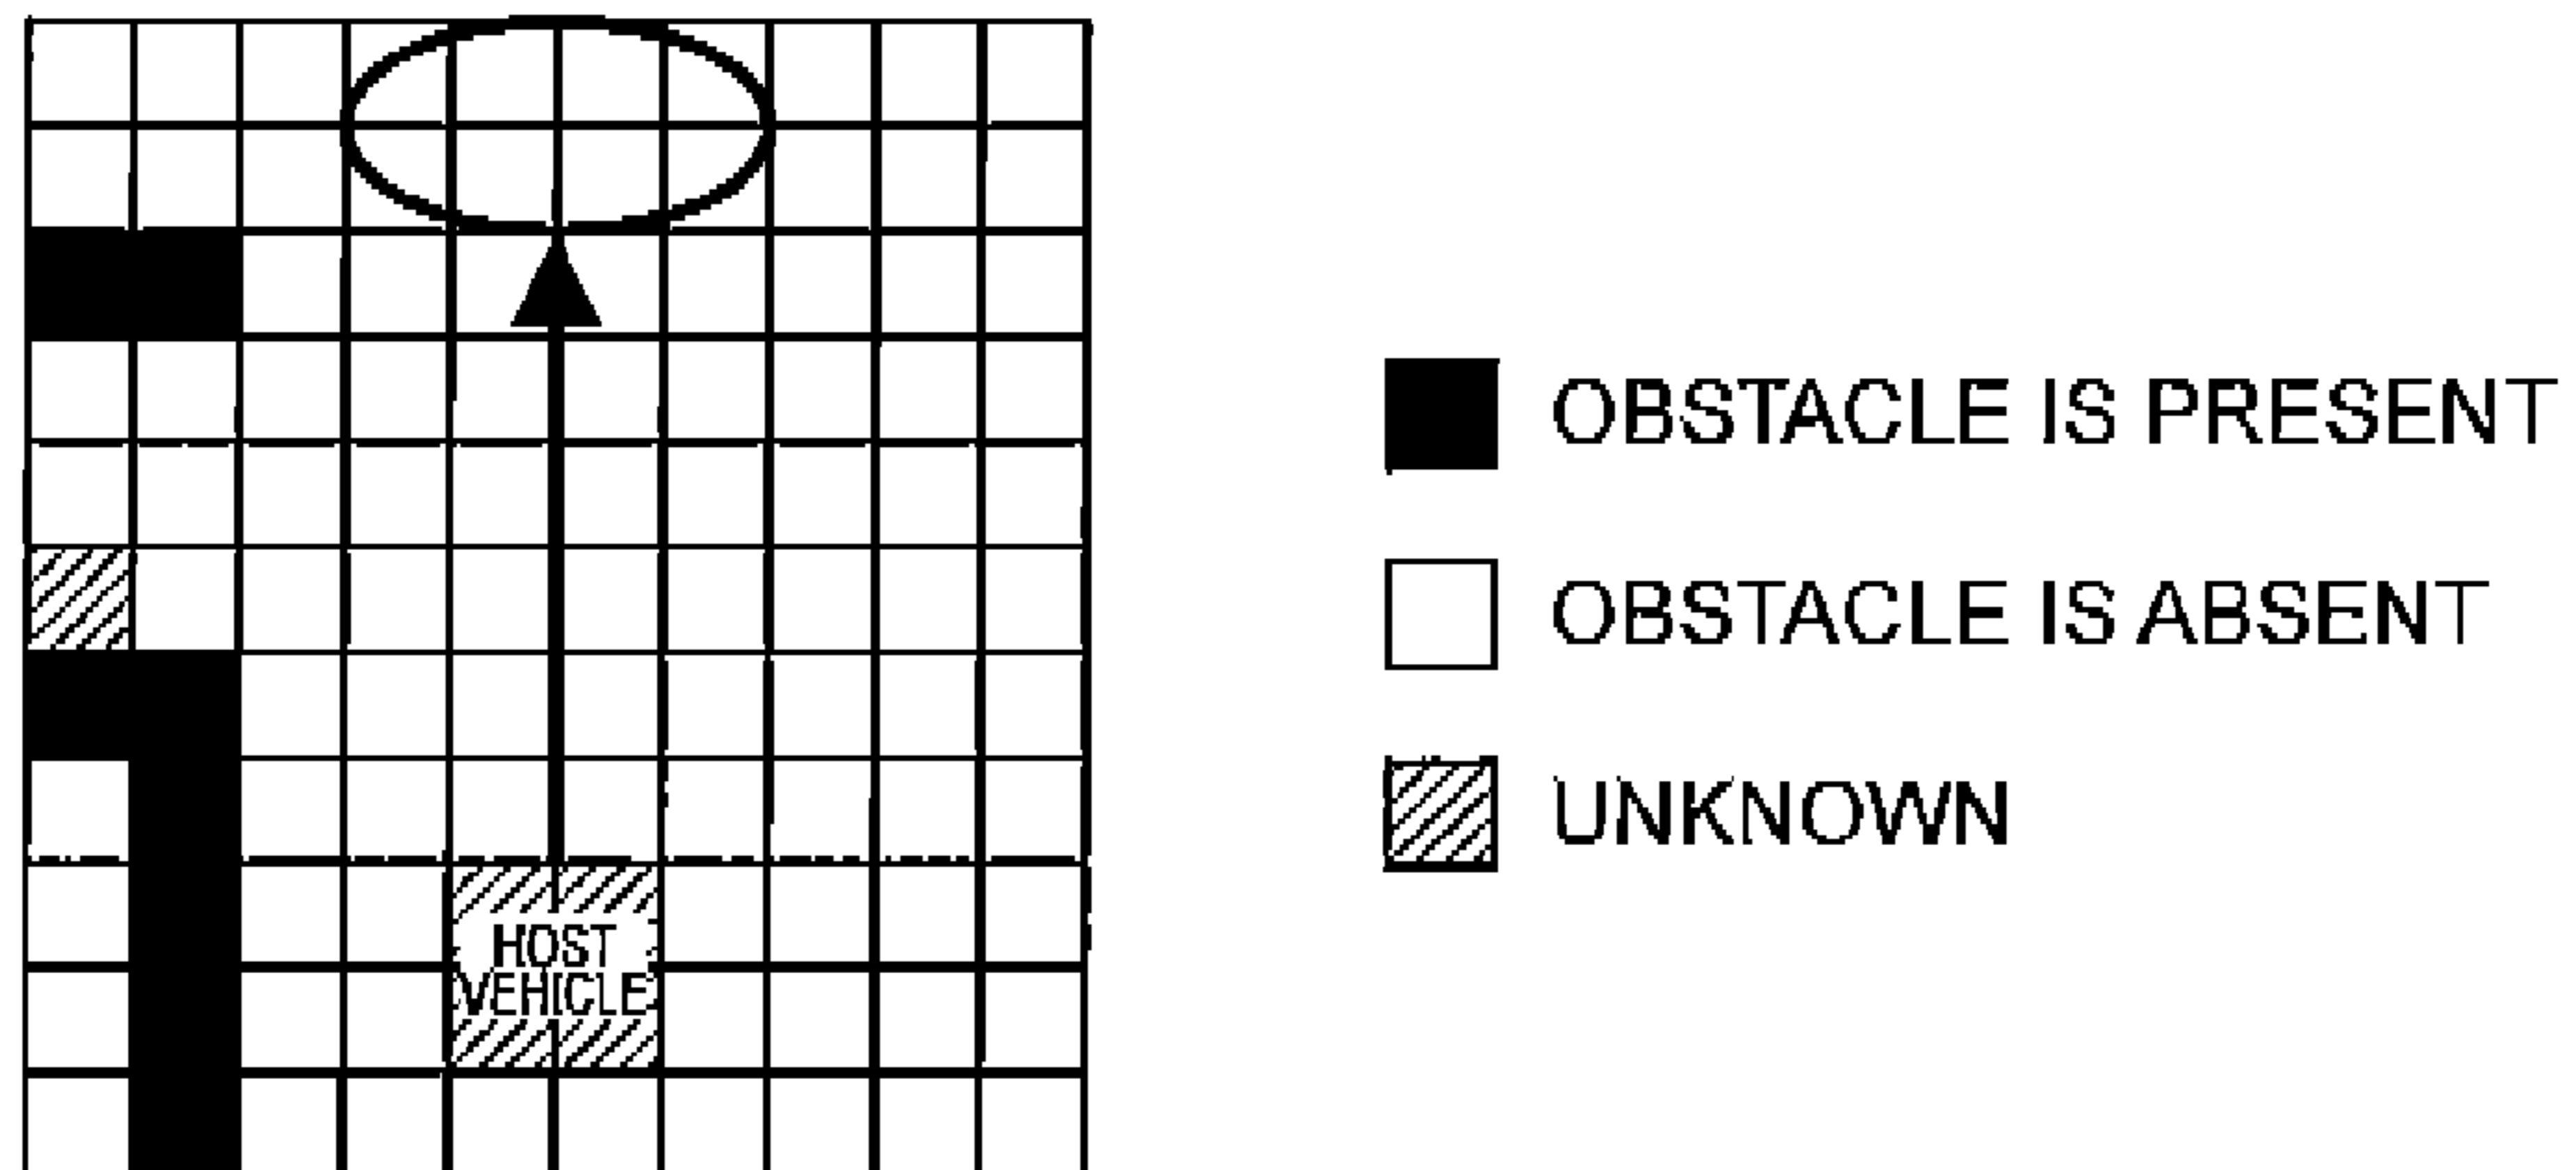 OBSTACLE IS PRESENT
OBSTACLE IS ABSENT
UNKNOWN
HOST
VEHICLE